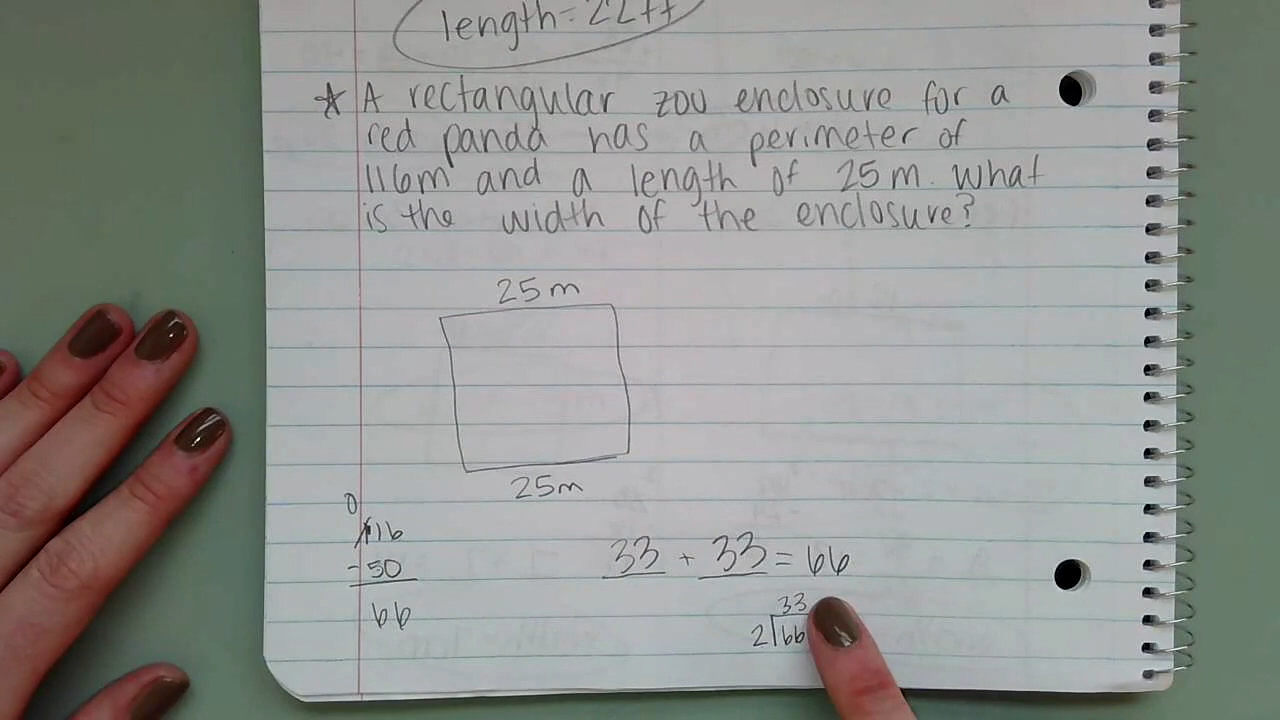 length = 22ft
☆ A rectangular zoo enclosure for a
red panda has a perimeter of
116m and a length of 25m. What
is the width of the enclosure?
25m
25m
0
116
-50
66
33 + 33 = 66
33
2 66